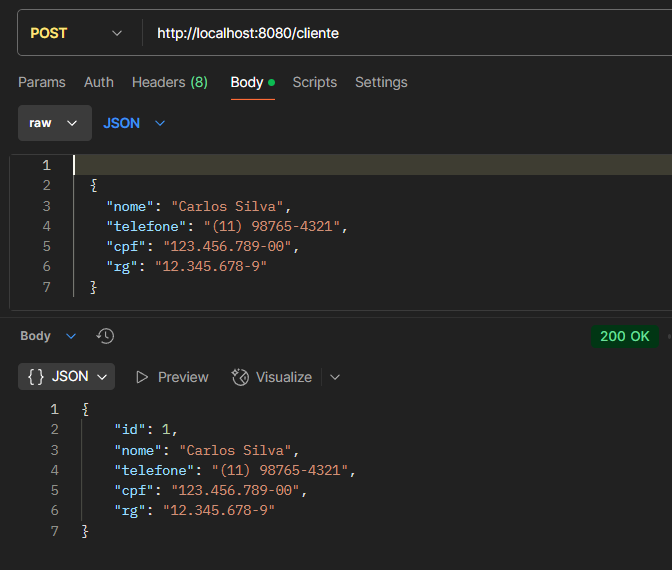 POST http://localhost:8080/cliente
Params Auth Headers (8) Body Scripts Settings
raw JSON
1
2 {
3 "nome": "Carlos Silva",
4 "telefone": "(11) 98765-4321",
5 "cpf": "123.456.789-00",
6 "rg": "12.345.678-9"
7 }
Body 200 OK
{} JSON Preview Visualize
1 {
2 "id": 1,
3 "nome": "Carlos Silva",
4 "telefone": "(11) 98765-4321",
5 "cpf": "123.456.789-00",
6 "rg": "12.345.678-9"
7 }